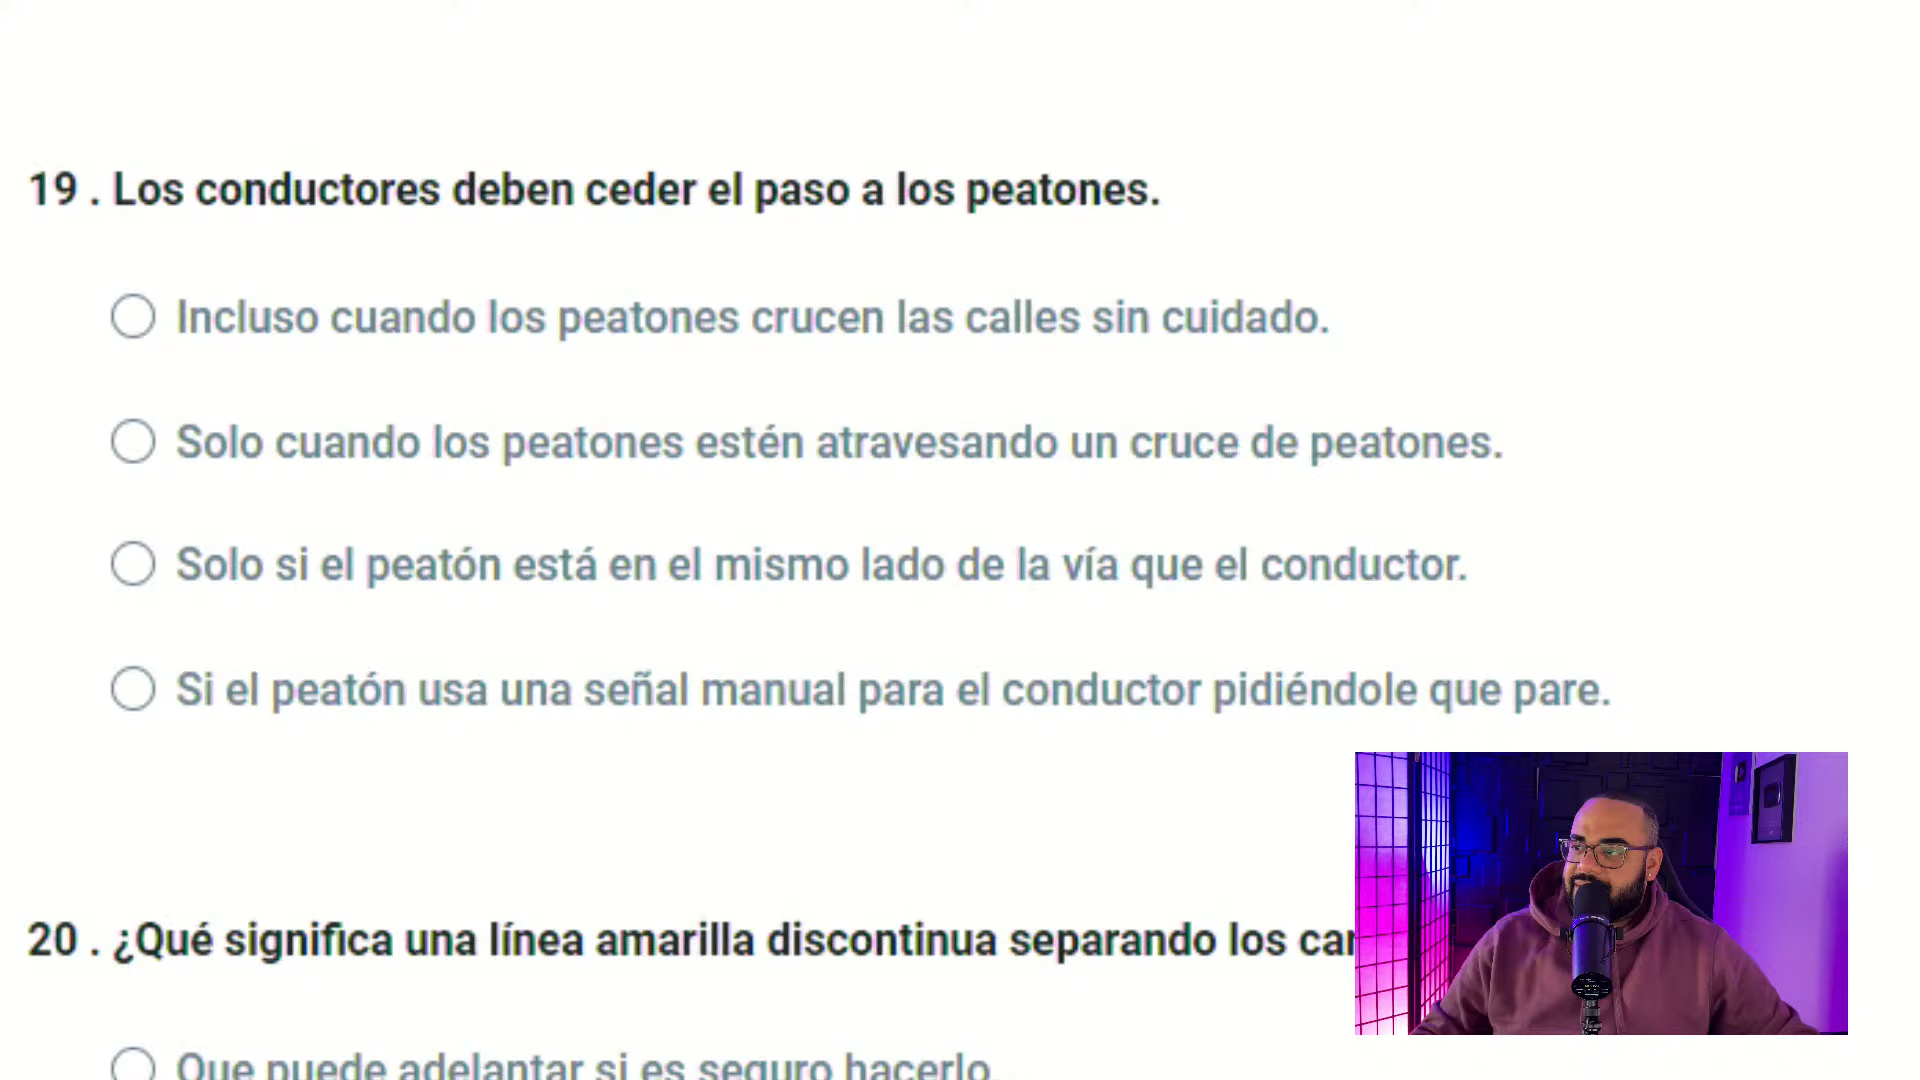 19 . Los conductores deben ceder el paso a los peatones.
Incluso cuando los peatones crucen las calles sin cuidado.
Solo cuando los peatones estén atravesando un cruce de peatones.
Solo si el peatón está en el mismo lado de la vía que el conductor.
Si el peatón usa una señal manual para el conductor pidiéndole que pare.
20 . ¿Qué significa una línea amarilla discontinua separando los
Que puede adelantar si es seguro hacerlo.